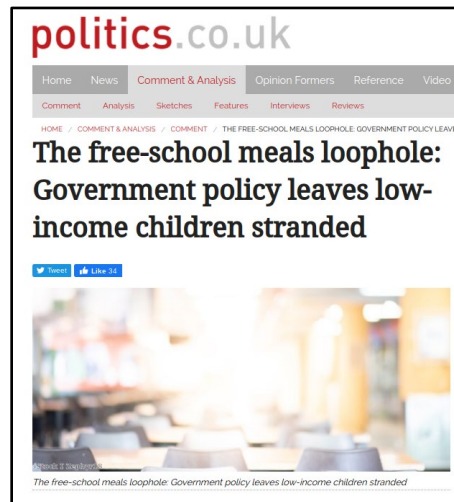 politics.co.uk
Home News Comment & Analysis Opinion Formers Reference Video
Comment Analysis Sketches Features Interviews Reviews
HOME / COMMENT & ANALYSIS / COMMENT / THE FREE-SCHOOL MEALS LOOPHOLE: GOVERNMENT POLICY LEAVE
The free-school meals loophole:
Government policy leaves low-
income children stranded
Tweet Like 34
The free-school meals loophole: Government policy leaves low-income children stranded